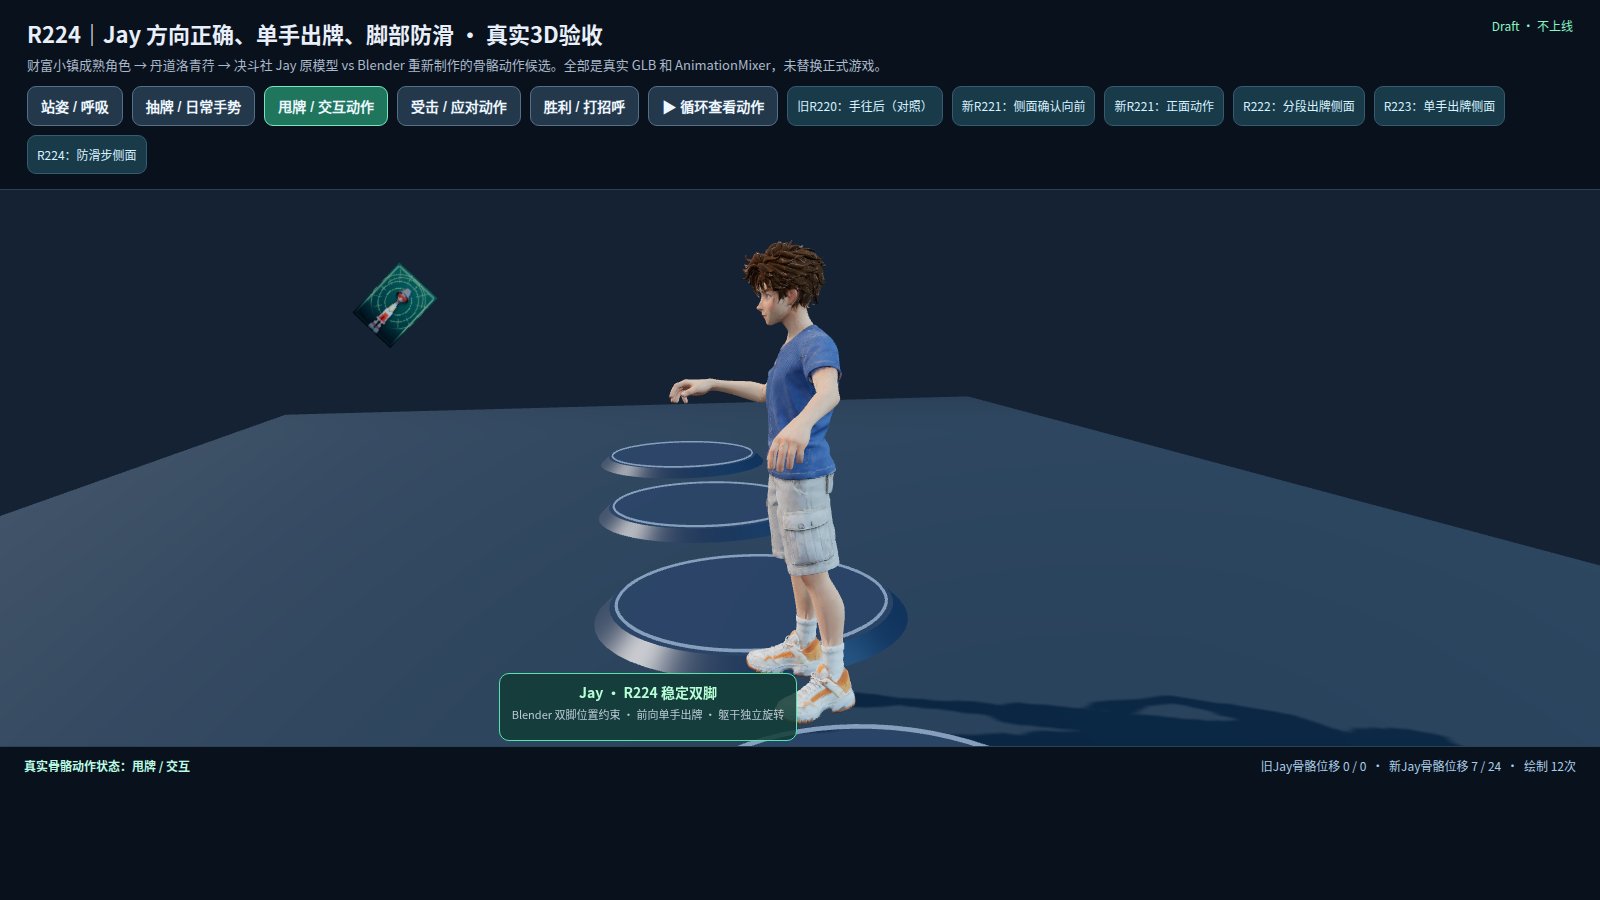 R224｜Jay 方向正确、单手出牌、脚部防滑 · 真实3D验收
Draft · 不上线
财富小镇成熟角色 → 丹道洛青荇 → 决斗社 Jay 原模型 vs Blender 重新制作的骨骼动作候选。全部是真实 GLB 和 AnimationMixer，未替换正式游戏。
站姿 / 呼吸
抽牌 / 日常手势
甩牌 / 交互动作
受击 / 应对动作
胜利 / 打招呼
▶ 循环查看动作
旧R220：手往后（对照）
新R221：侧面确认向前
新R221：正面动作
R222：分段出牌侧面
R223：单手出牌侧面
R224：防滑步侧面
Jay · R224 稳定双脚
Blender 双脚位置约束 · 前向单手出牌 · 躯干独立旋转
真实骨骼动作状态：甩牌 / 交互
旧Jay骨骼位移 0 / 0 · 新Jay骨骼位移 7 / 24 · 绘制 12次